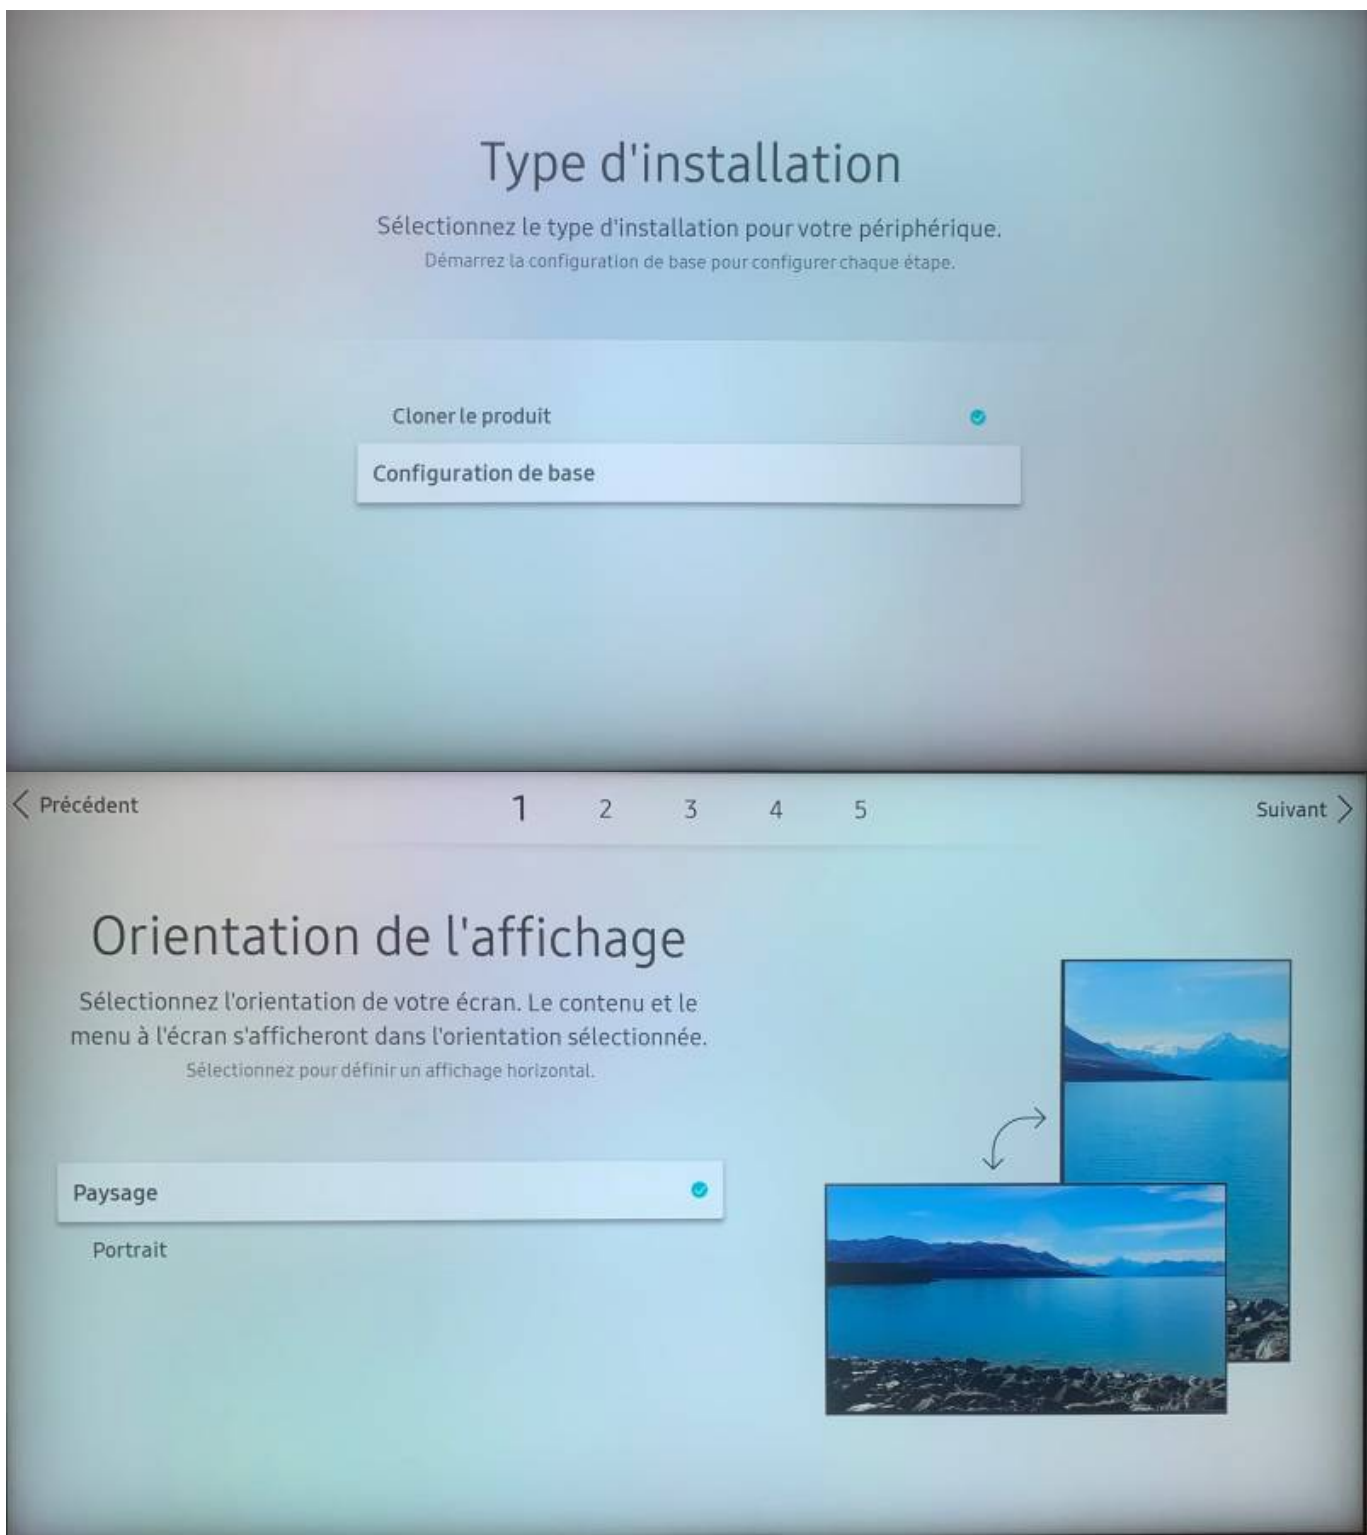 Type d'installation
Sélectionnez le type d'installation pour votre périphérique.
Démarrez la configuration de base pour configurer chaque étape.
Cloner le produit
Configuration de base
Précédent
1 2 3 4 5
Suivant
Orientation de l'affichage
Sélectionnez l'orientation de votre écran. Le contenu et le
menu à l'écran s'afficheront dans l'orientation sélectionnée.
Sélectionnez pour définir un affichage horizontal.
Paysage
Portrait